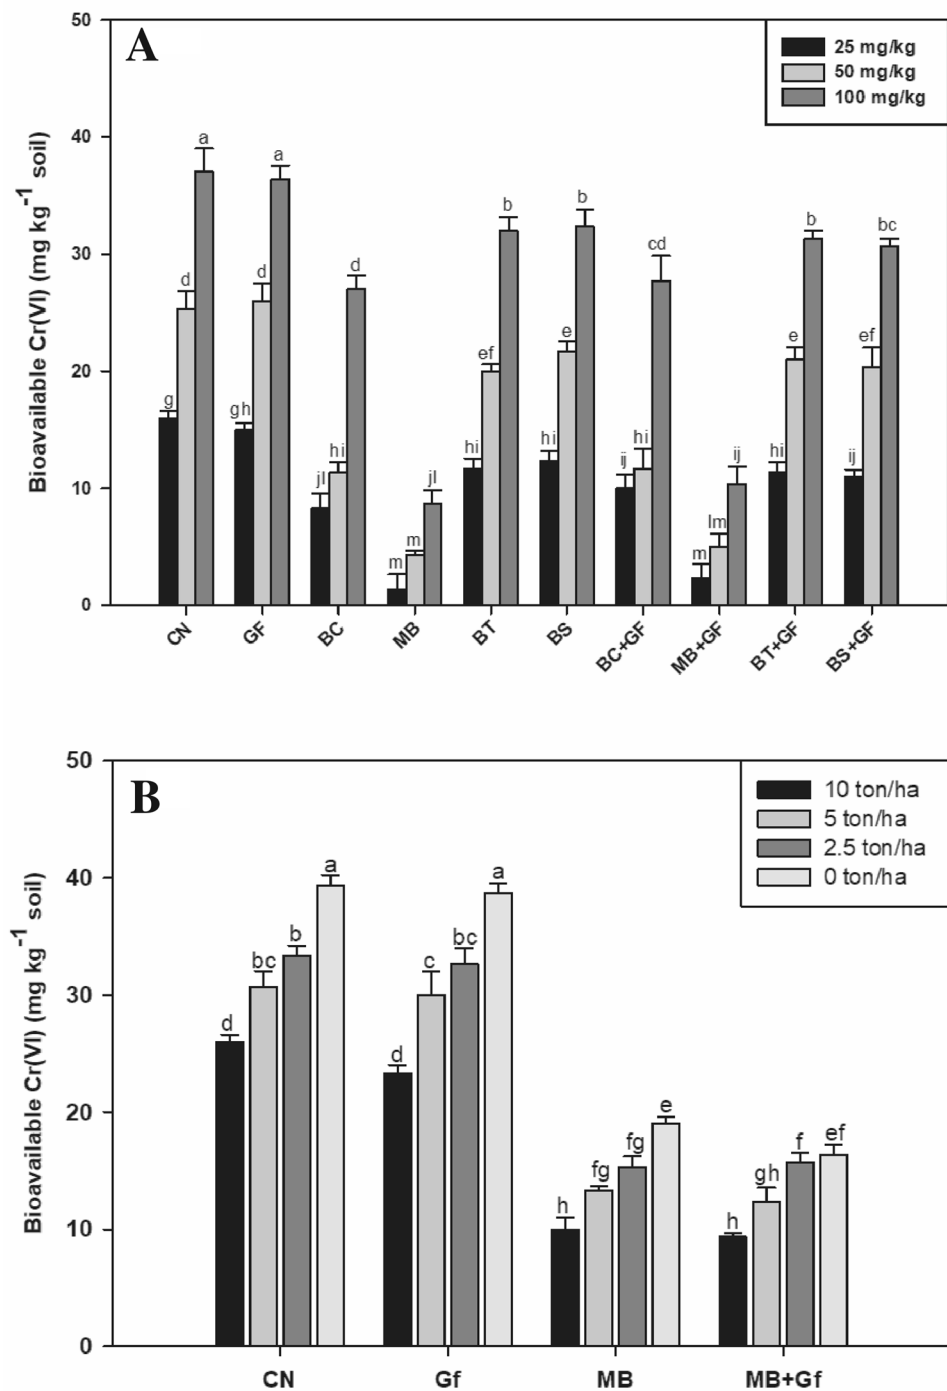 A
25 mg/kg
50 mg/kg
100 mg/kg
Bioavailable Cr(VI) (mg kg⁻¹ soil)
50
40
30
20
10
0
g d a
gh d a
jl hi d
m m jl
hi ef b
hi e b
ij hi cd
m lm ij
hi e b
ij ef bc
CN GF BC MB BT BS BC+GF MB+GF BT+GF BS+GF
B
10 ton/ha
5 ton/ha
2.5 ton/ha
0 ton/ha
Bioavailable Cr(VI) (mg kg⁻¹ soil)
50
40
30
20
10
0
d bc b a
d c bc a
h fg fg e
h gh f ef
CN Gf MB MB+Gf